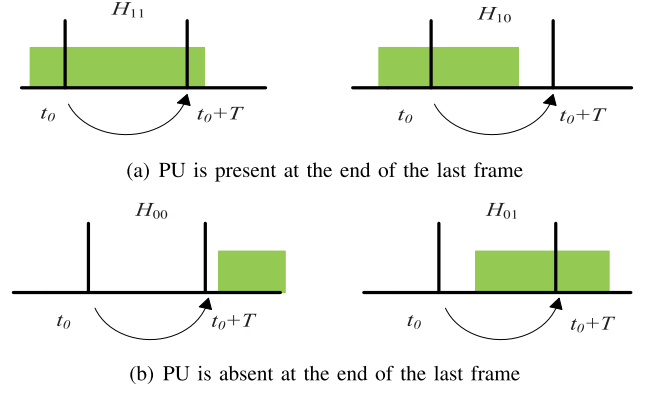 H11 H10
t0 t0+T t0 t0+T
(a) PU is present at the end of the last frame
H00 H01
t0 t0+T t0 t0+T
(b) PU is absent at the end of the last frame